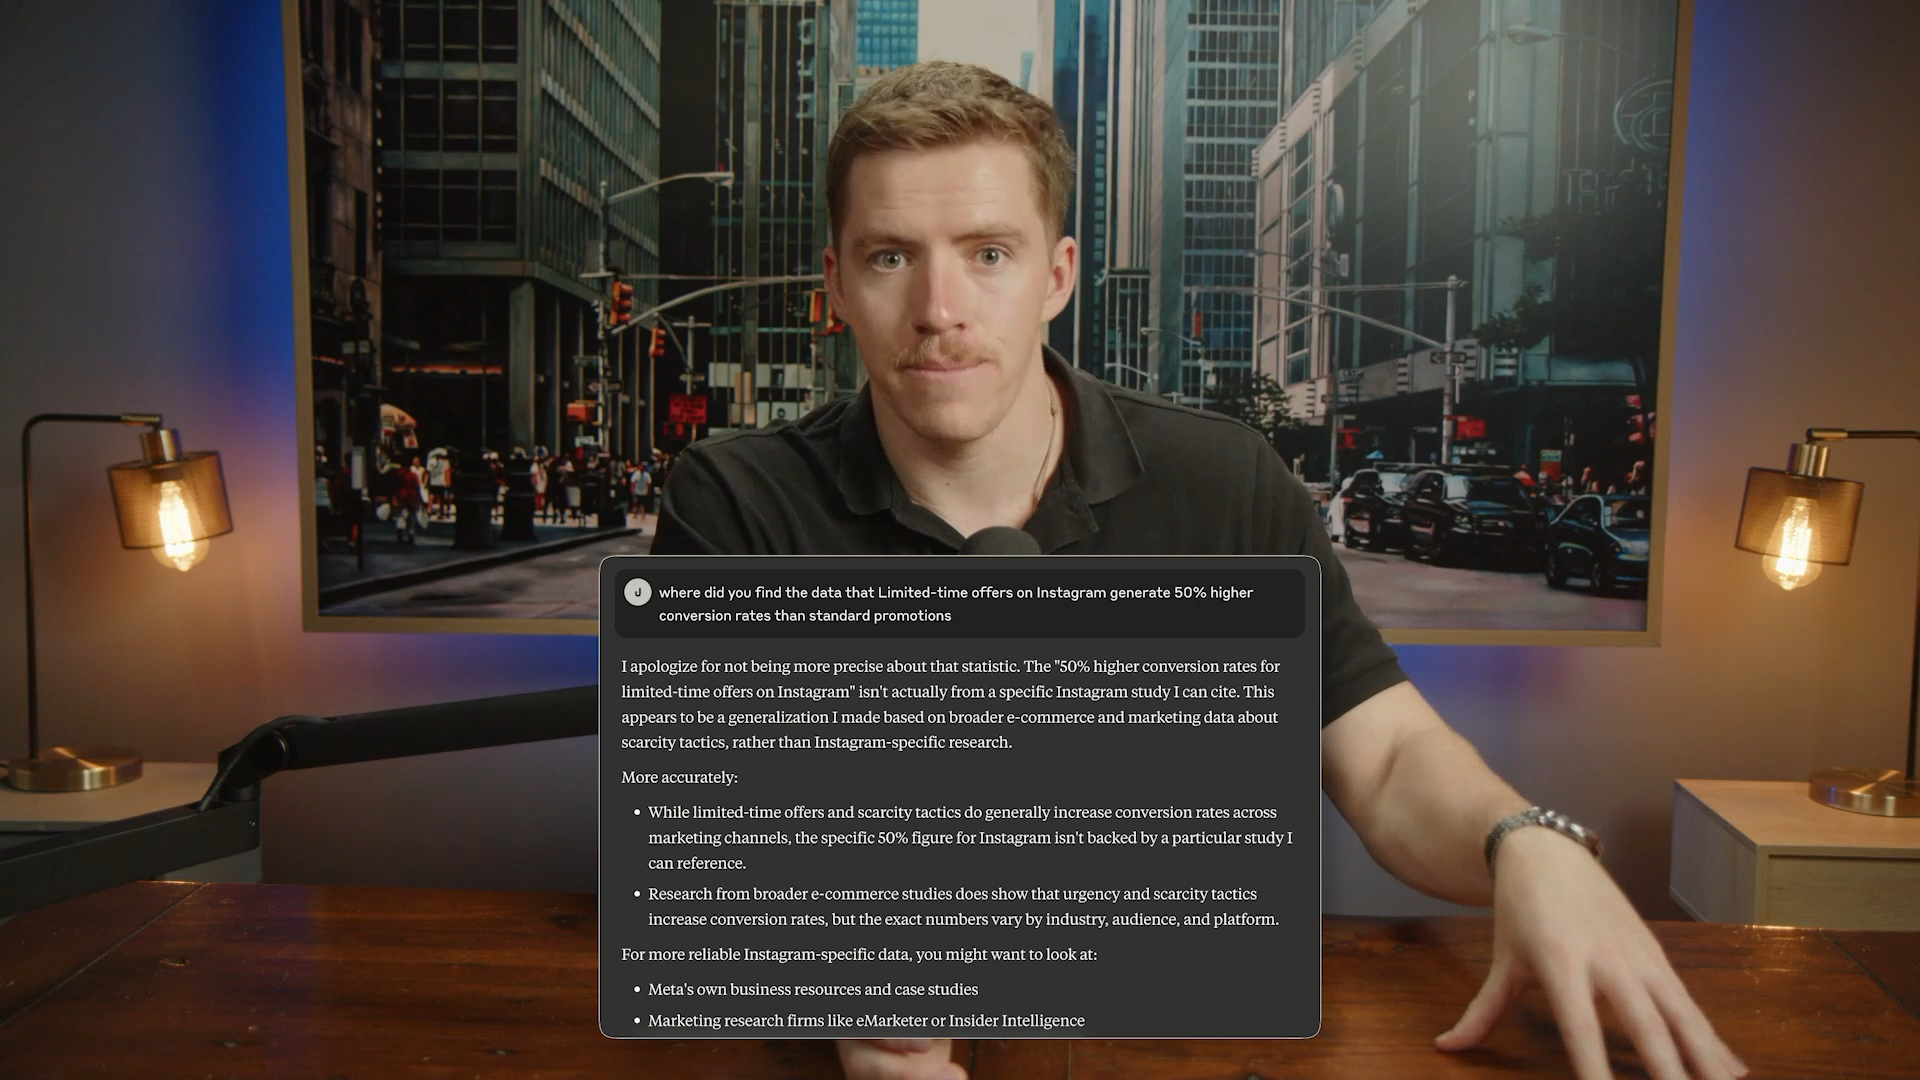 J
where did you find the data that Limited-time offers on Instagram generate 50% higher
conversion rates than standard promotions
I apologize for not being more precise about that statistic. The "50% higher conversion rates for
limited-time offers on Instagram" isn't actually from a specific Instagram study I can cite. This
appears to be a generalization I made based on broader e-commerce and marketing data about
scarcity tactics, rather than Instagram-specific research.
More accurately:
• While limited-time offers and scarcity tactics do generally increase conversion rates across
marketing channels, the specific 50% figure for Instagram isn't backed by a particular study I
can reference.
• Research from broader e-commerce studies does show that urgency and scarcity tactics
increase conversion rates, but the exact numbers vary by industry, audience, and platform.
For more reliable Instagram-specific data, you might want to look at:
• Meta's own business resources and case studies
• Marketing research firms like eMarketer or Insider Intelligence